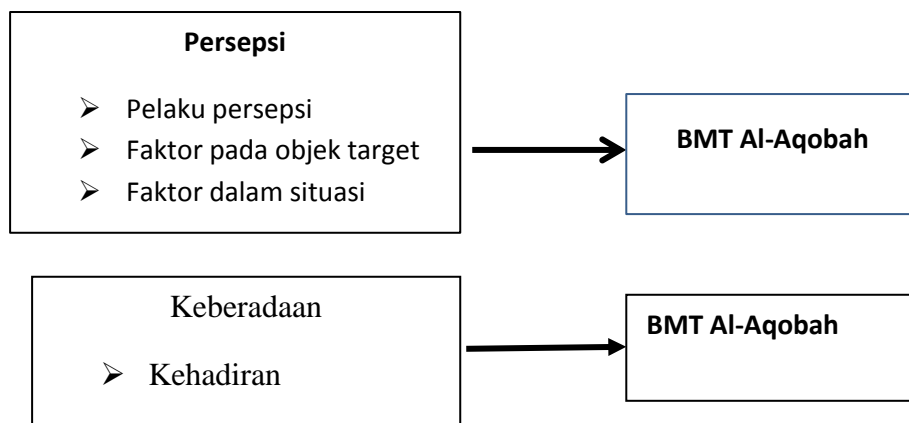 Persepsi
➢ Pelaku persepsi
➢ Faktor pada objek target
➢ Faktor dalam situasi
BMT Al-Aqobah
Keberadaan
➢ Kehadiran
BMT Al-Aqobah